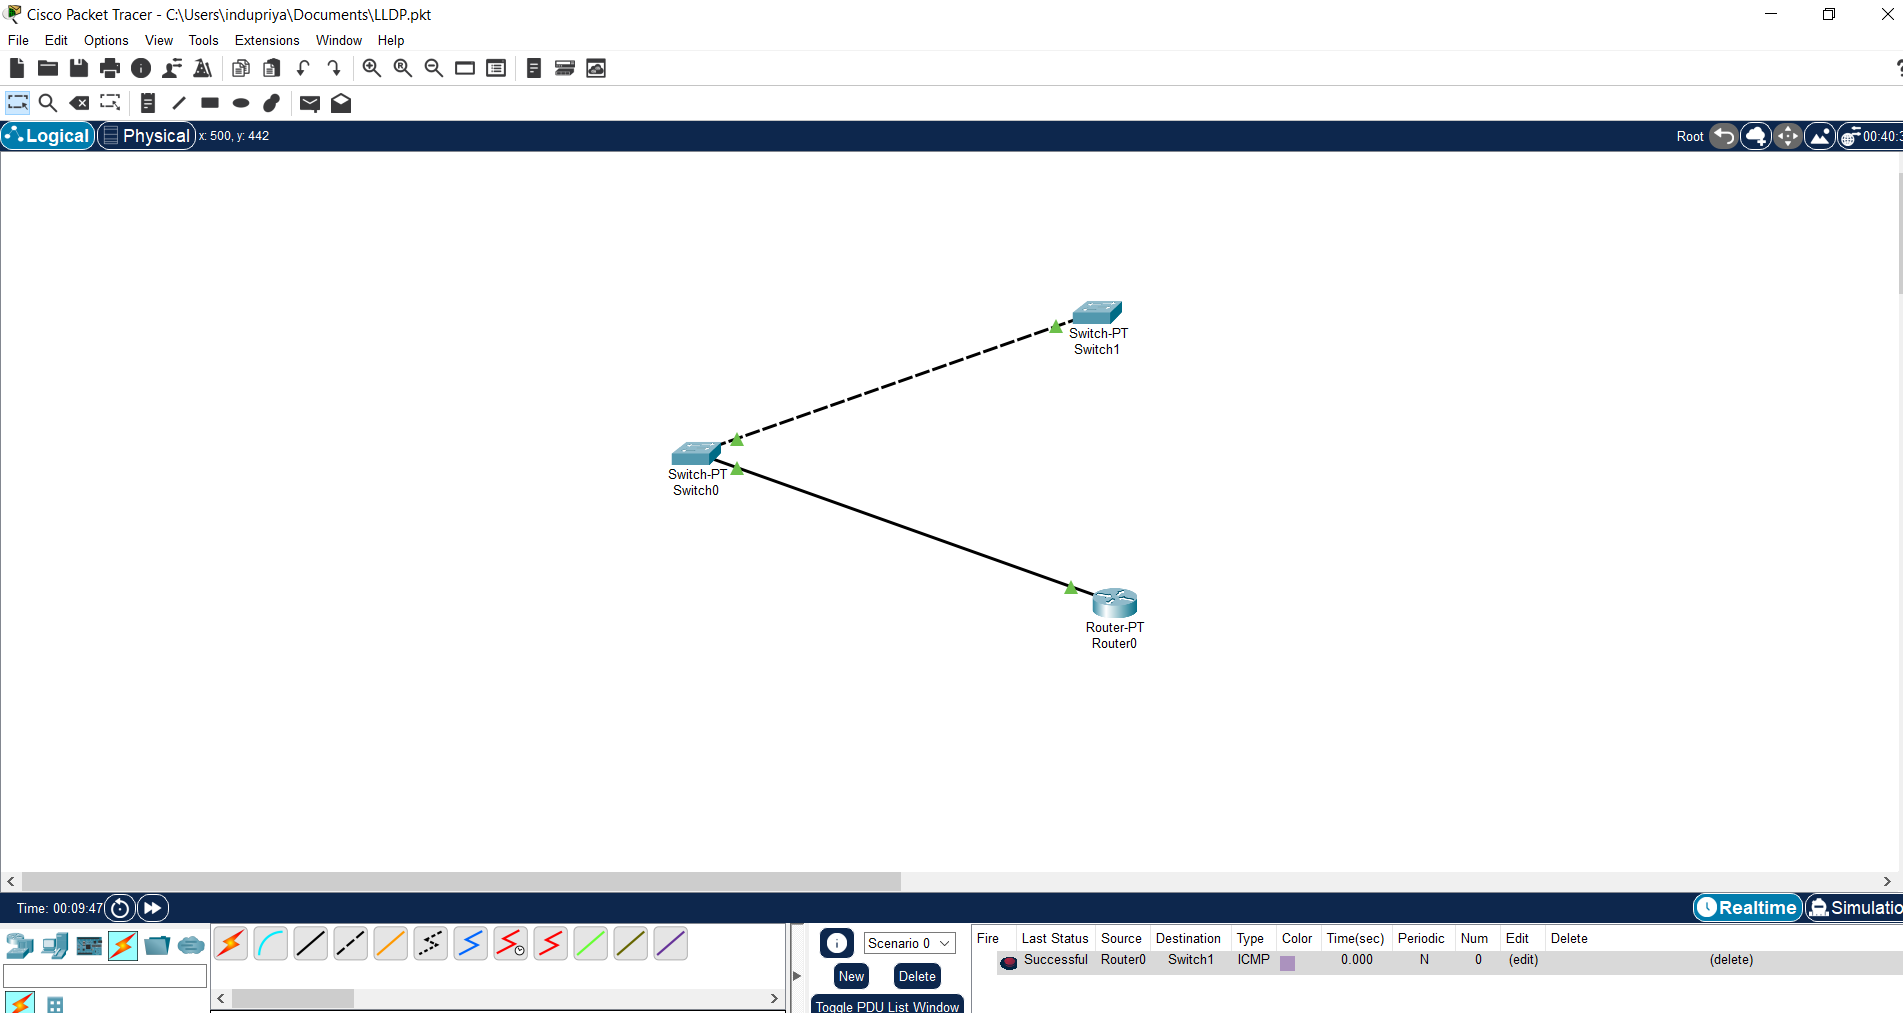 Cisco Packet Tracer - C:\Users\indupriya\Documents\LLDP.pkt
File Edit Options View Tools Extensions Window Help
Logical Physical x: 500, y: 442 Root 00:40:3
Switch-PT
Switch1
Switch-PT
Switch0
Router-PT
Router0
Time: 00:09:47 Realtime Simulatio
Scenario 0
New Delete
Toggle PDU List Window
Fire Last Status Source Destination Type Color Time(sec) Periodic Num Edit Delete
Successful Router0 Switch1 ICMP 0.000 N 0 (edit) (delete)